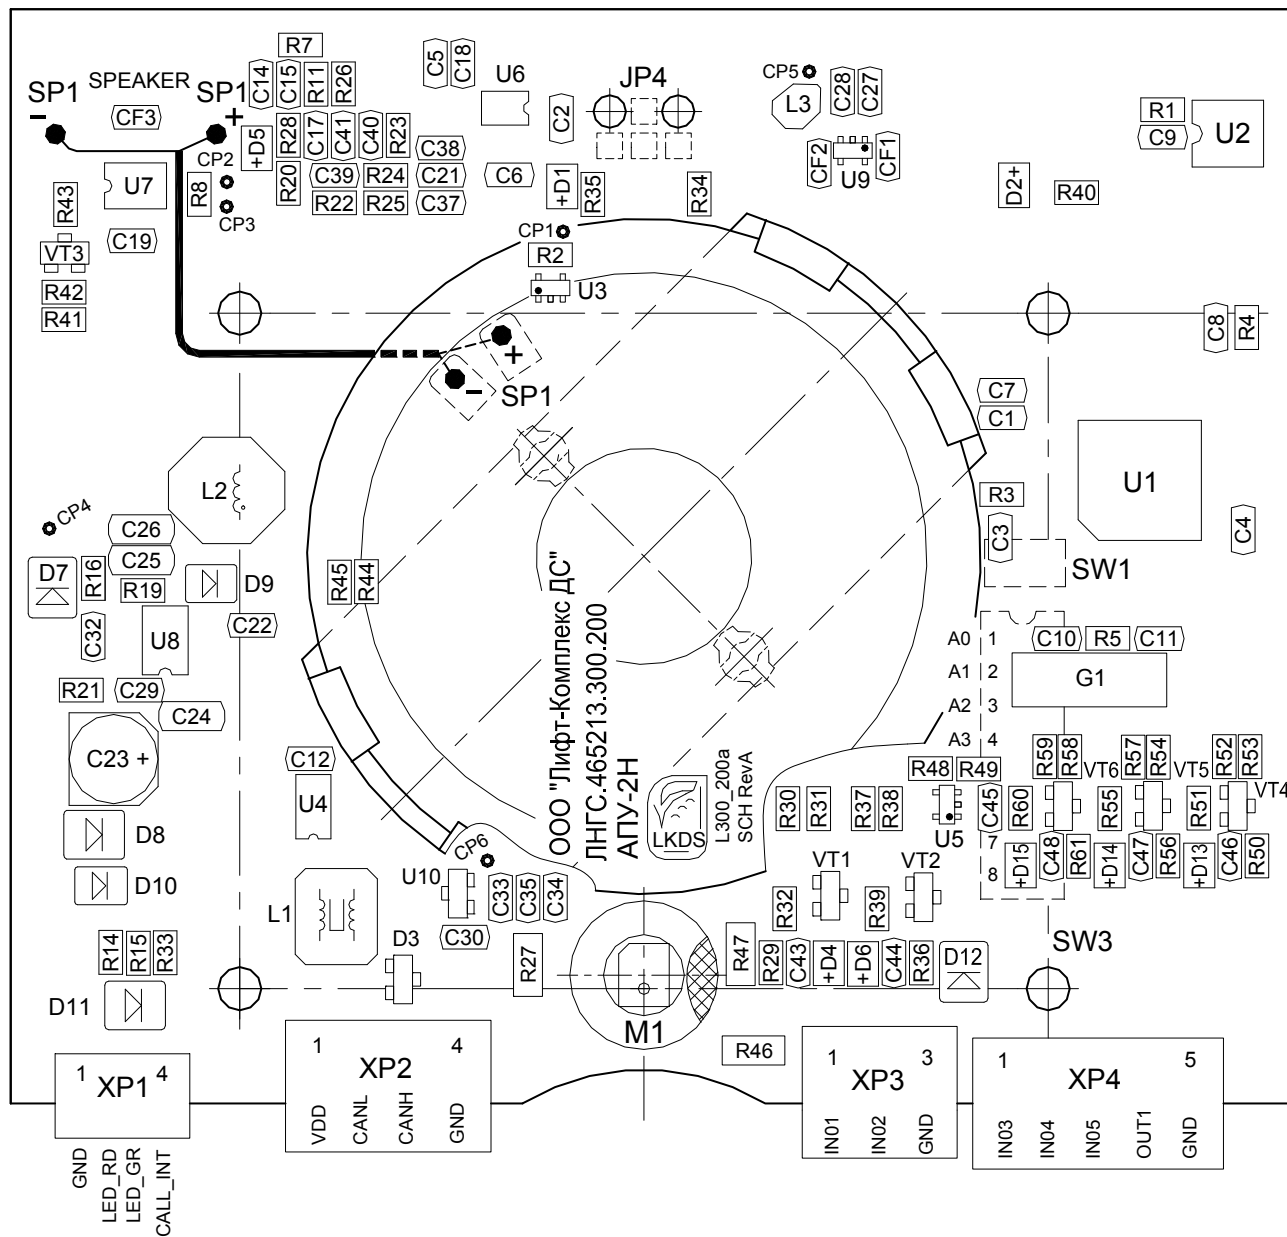 R7
SPEAKER
SP1
SP1
-
+
CF3
C14
C15
R11
R26
C5
C18
U6
JP4
CP5
L3
C28
C27
R1
C9
U2
+D5
R28
C17
C41
C40
R23
C38
C2
CF2
U9
CF1
CP2
CP3
U7
R8
R20
C39
R24
C21
C6
R22
R25
C37
+D1
R35
R34
D2+
R40
R43
VT3
C19
CP1
R2
U3
R42
R41
C8
R4
+
-
SP1
C7
C1
L2
U1
R3
C3
C4
CP4
C26
C25
D7
R16
R19
D9
SW1
R45
R44
C32
U8
C22
R21
C29
C24
C23 +
ООО "Лифт-Комплекс ДС"
ЛНГС.465213.300.200
АПУ-2Н
LKDS
L300_200a
SCH RevA
A0 1
A1 2
A2 3
A3 4
C10
R5
C11
G1
C12
U4
D8
D10
R48
R49
R59
R58
VT6
R57
R54
VT5
R52
R53
VT4
R30
R31
R37
R38
U5
C45
R60
R55
R51
7
8
+D15
C48
R61
+D14
C47
R56
+D13
C46
R50
CP6
U10
C33
C35
C34
C30
L1
D3
R27
VT1
VT2
R32
R39
R47
R29
C43
+D4
+D6
C44
R36
D12
SW3
R14
R15
R33
D11
M1
R46
1 XP1 4
GND
LED_RD
LED_GR
CALL_INT
1 4
XP2
VDD
CANL
CANH
GND
1 3
XP3
IN01
IN02
GND
1 5
XP4
IN03
IN04
IN05
OUT1
GND